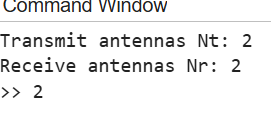 Command Window
Transmit antennas Nt: 2
Receive antennas Nr: 2
>> 2